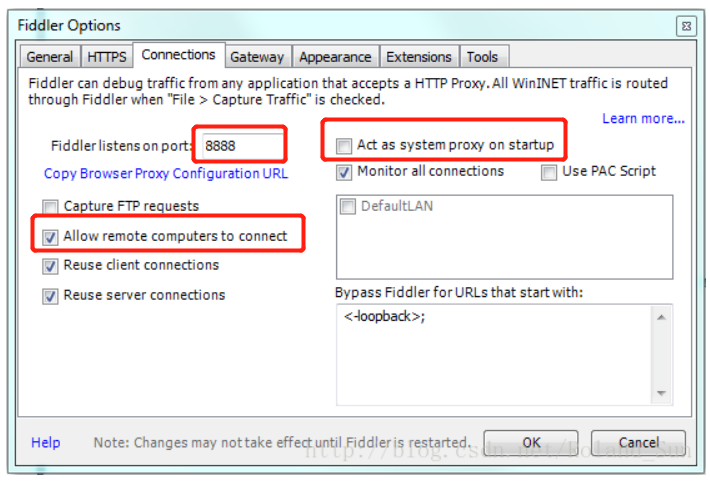 Fiddler Options
General HTTPS Connections Gateway Appearance Extensions Tools
Fiddler can debug traffic from any application that accepts a HTTP Proxy. All WinINET traffic is routed
through Fiddler when "File > Capture Traffic" is checked.
Learn more...
Fiddler listens on port: 8888
Act as system proxy on startup
Copy Browser Proxy Configuration URL
Monitor all connections
Use PAC Script
Capture FTP requests
DefaultLAN
Allow remote computers to connect
Reuse client connections
Reuse server connections
Bypass Fiddler for URLs that start with:
<-loopback>;
Help
Note: Changes may not take effect until Fiddler is restarted.
OK
Cancel
http://blog.csdn.net/Roland_Sun